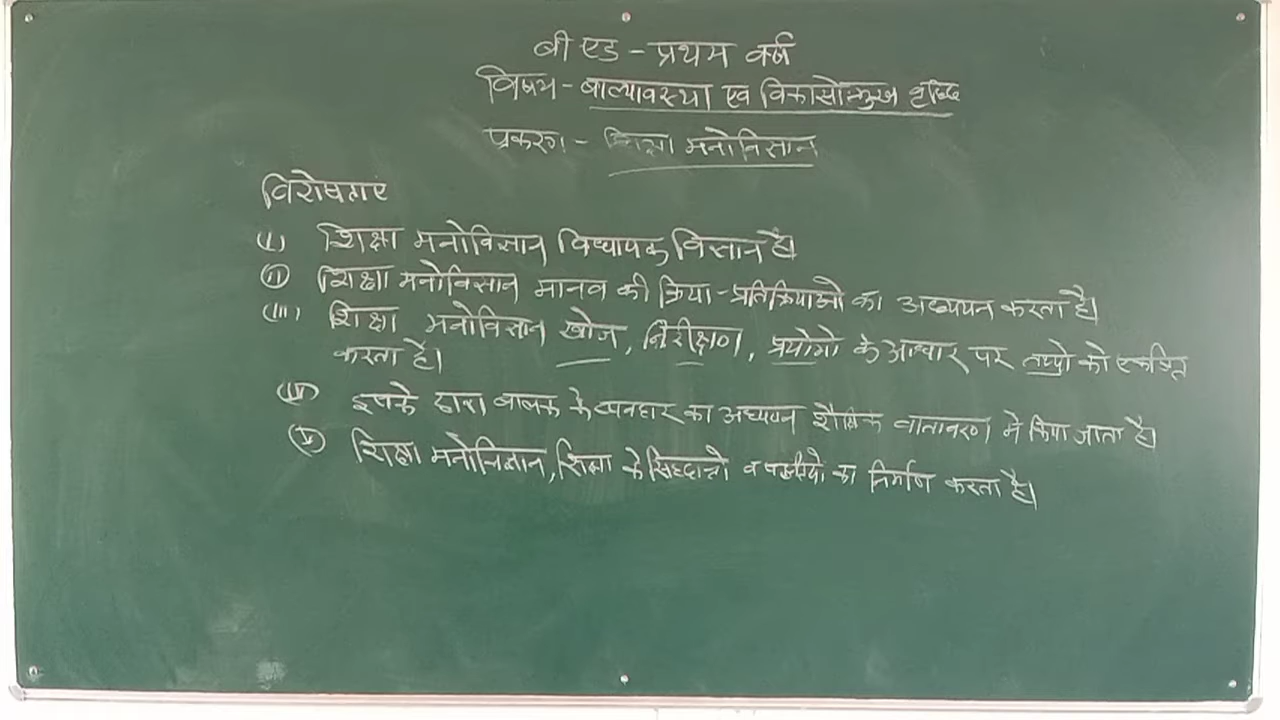 बी एड - प्रथम वर्ष
विषय - बाल्यावस्था एव विकासोन्मुख वृद्धि
प्रकरण - शिक्षा मनोविज्ञान
विशेषताए
(I) शिक्षा मनोविज्ञान विधायक विज्ञान है।
(II) शिक्षा मनोविज्ञान मानव की क्रिया-प्रतिक्रियाओ का अध्ययन करता है।
(III) शिक्षा मनोविज्ञान खोज, निरीक्षण, प्रयोगो के आधार पर तथ्यो को एकत्रित
करता है।
(IV) इसके द्वारा बालक के व्यवहार का अध्ययन शैक्षिक वातावरण मे किया जाता है।
(V) शिक्षा मनोविज्ञान, शिक्षा के सिद्धान्तो व पद्धतियो का निर्माण करता है।